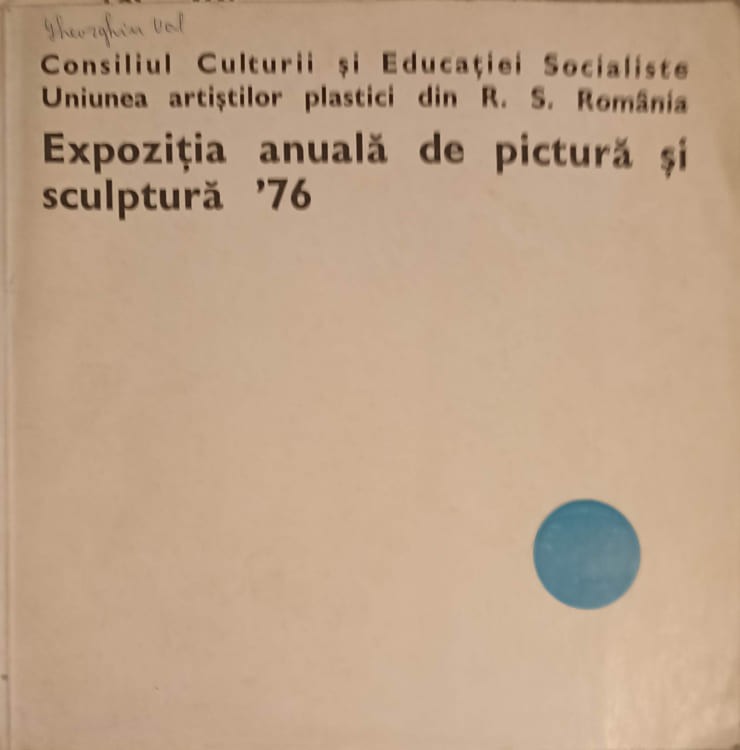 Gheorghiu Val
Consiliul Culturii și Educației Socialiste
Uniunea artiștilor plastici din R. S. România
Expoziția anuală de pictură și
sculptură ’76